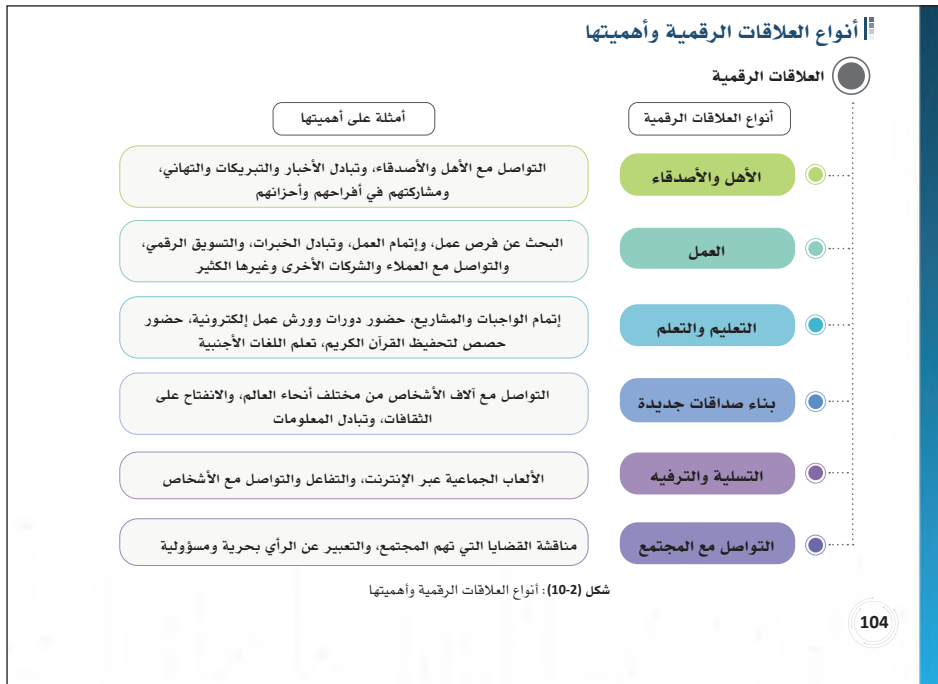 أنواع العلاقات الرقمية وأهميتها
العلاقات الرقمية
أنواع العلاقات الرقمية
أمثلة على أهميتها
الأهل والأصدقاء
التواصل مع الأهل والأصدقاء، وتبادل الأخبار والتبريكات والتهاني،
ومشاركتهم في أفراحهم وأحزانهم
العمل
البحث عن فرص عمل، وإتمام العمل، وتبادل الخبرات، والتسويق الرقمي،
والتواصل مع العملاء والشركات الأخرى وغيرها الكثير
التعليم والتعلم
إتمام الواجبات والمشاريع، حضور دورات وورش عمل إلكترونية، حضور
حصص لتحفيظ القرآن الكريم، تعلم اللغات الأجنبية
بناء صداقات جديدة
التواصل مع آلاف الأشخاص من مختلف أنحاء العالم، والانفتاح على
الثقافات، وتبادل المعلومات
التسلية والترفيه
الألعاب الجماعية عبر الإنترنت، والتفاعل والتواصل مع الأشخاص
التواصل مع المجتمع
مناقشة القضايا التي تهم المجتمع، والتعبير عن الرأي بحرية ومسؤولية
شكل (2-10): أنواع العلاقات الرقمية وأهميتها
104